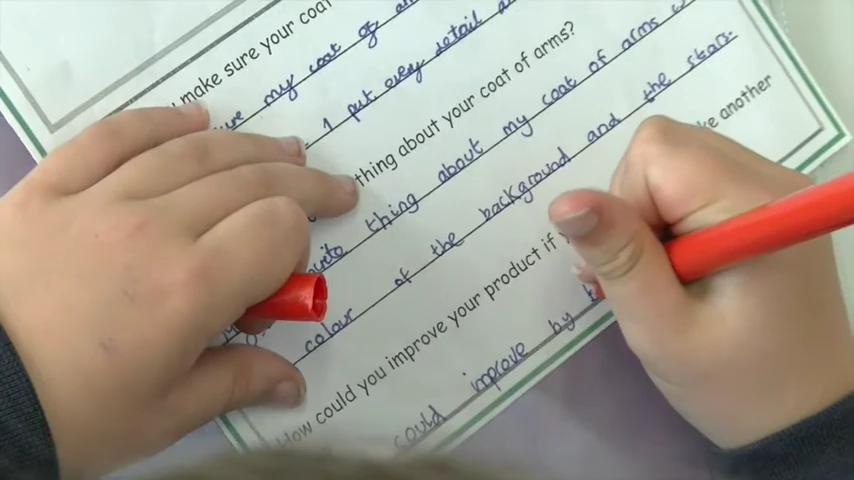 make sure your coat
my coat of
I put every detail
thing about your coat of arms?
thing about my coat of arms
colour of the background and the stars.
How could you improve your product if
another
could improve by